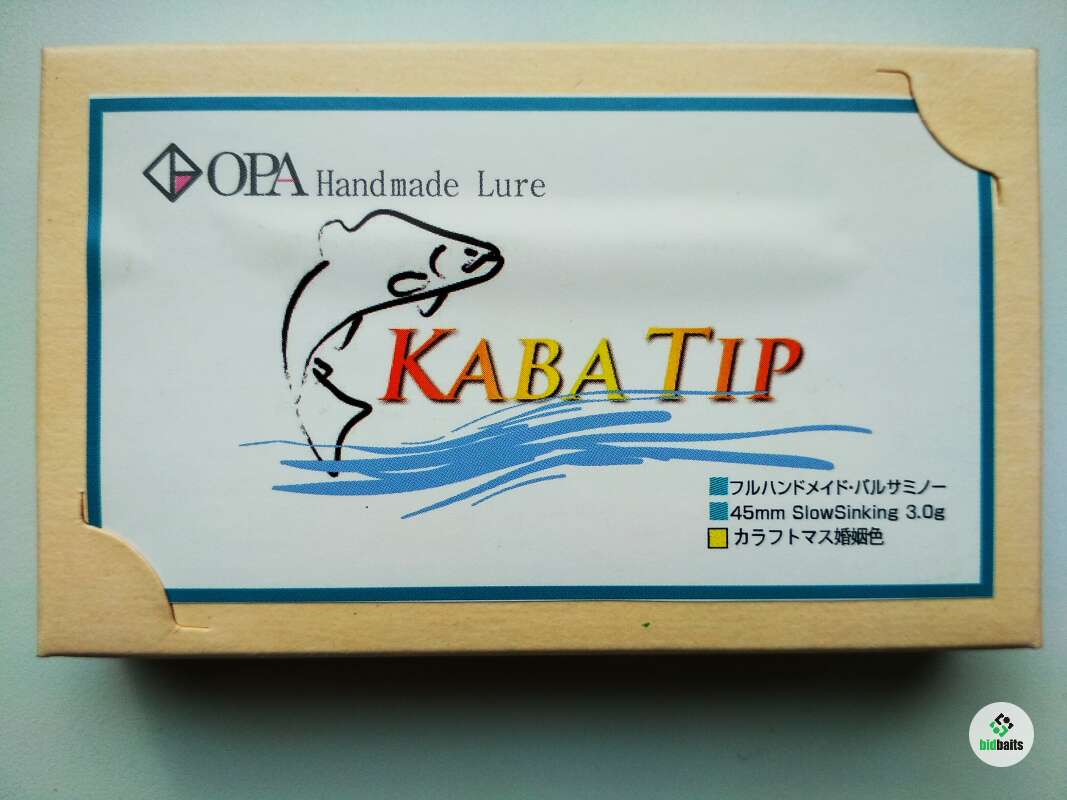 OPA Handmade Lure
KABA TIP
フルハンドメイド・バルサミノー
45mm SlowSinking 3.0g
カラフトマス婚姻色
bidbaits